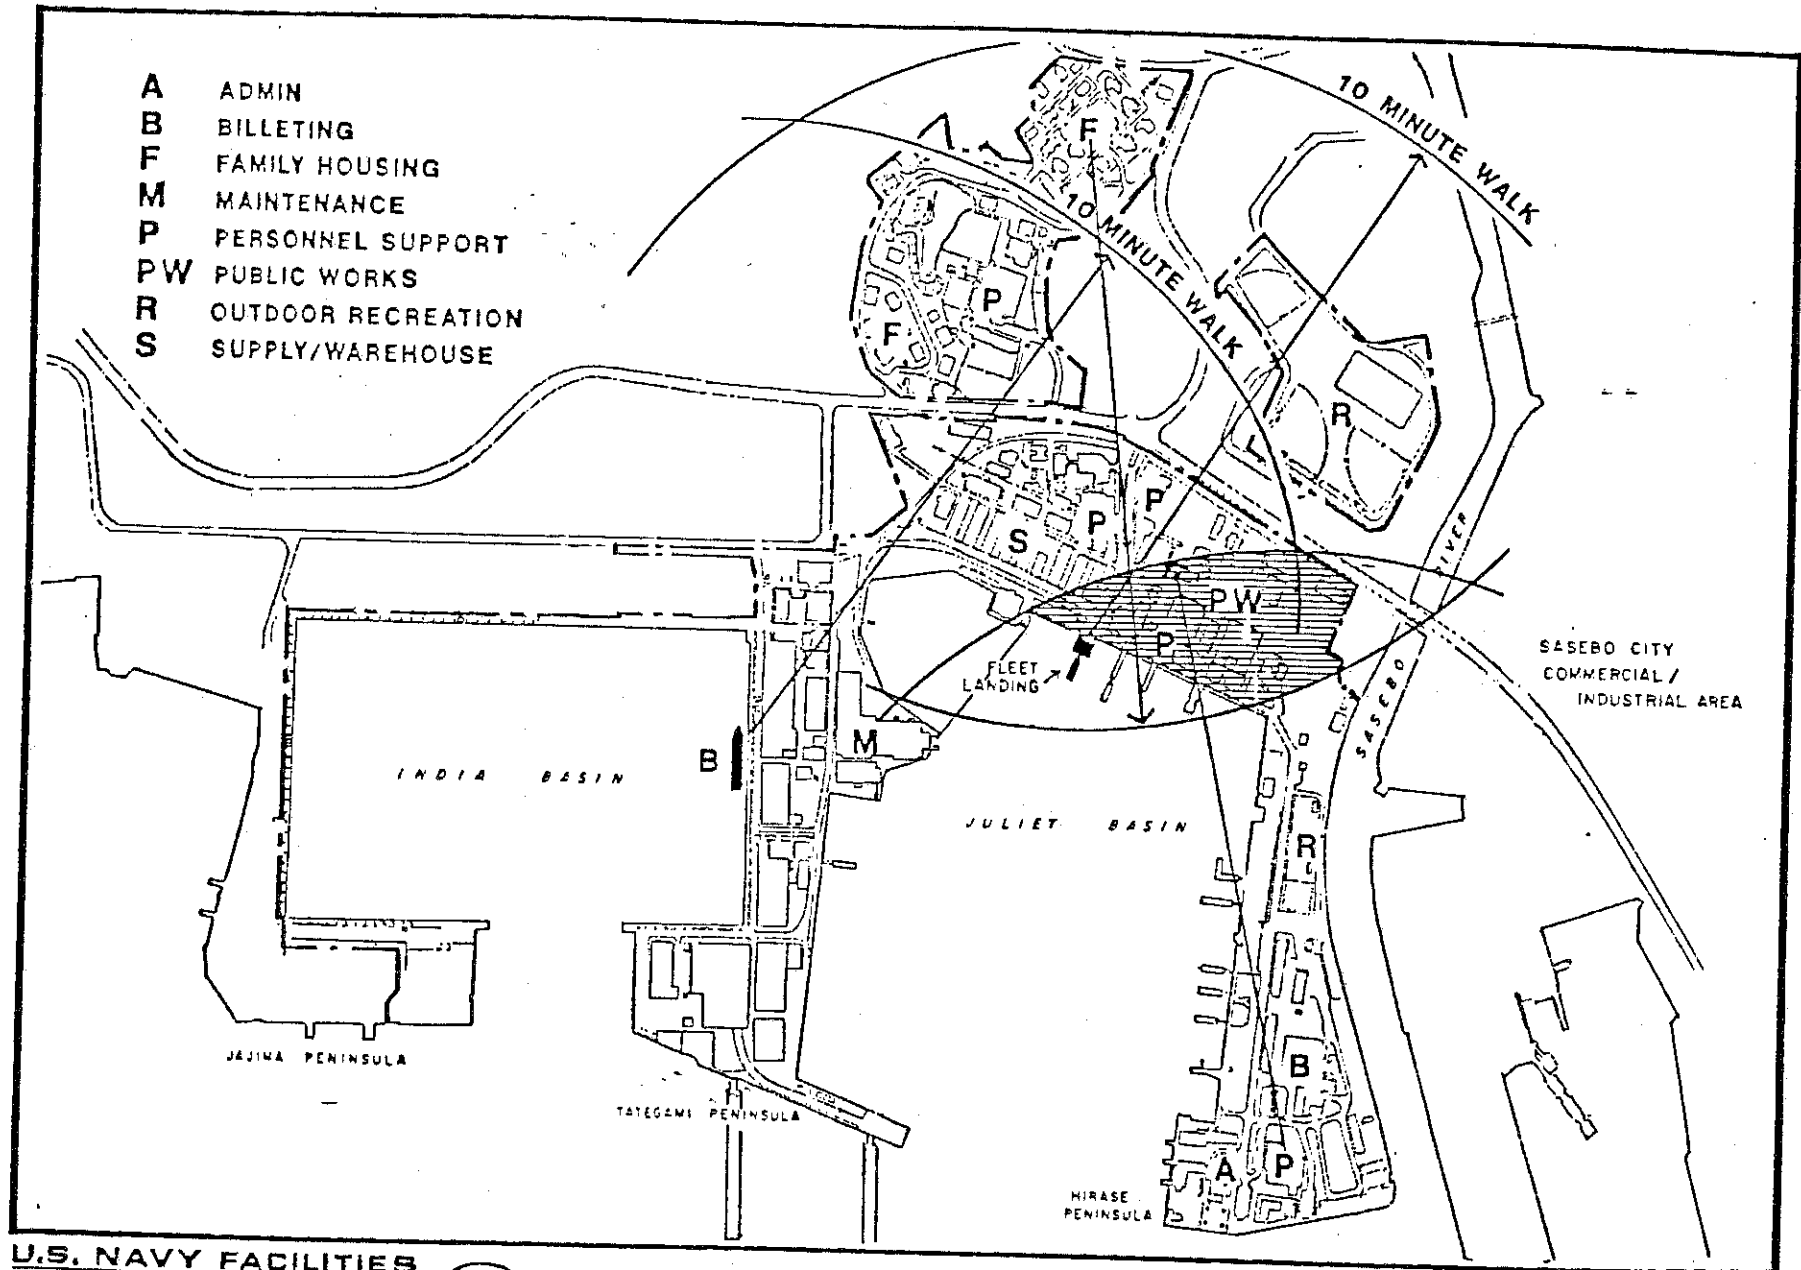 A ADMIN
B BILLETING
F FAMILY HOUSING
M MAINTENANCE
P PERSONNEL SUPPORT
PW PUBLIC WORKS
R OUTDOOR RECREATION
S SUPPLY/WAREHOUSE
10 MINUTE WALK
F
10 MINUTE WALK
P
F
R
P
P
S
RIVER
PW
P
SASEBO CITY
COMMERCIAL/
INDUSTRIAL AREA
FLEET
LANDING
SASEBO
M
B
INDIA BASIN
JULIET BASIN
R
JAJIMA PENINSULA
B
TATEGAMI PENINSULA
A
P
HIRASE
PENINSULA
U.S. NAVY FACILITIES